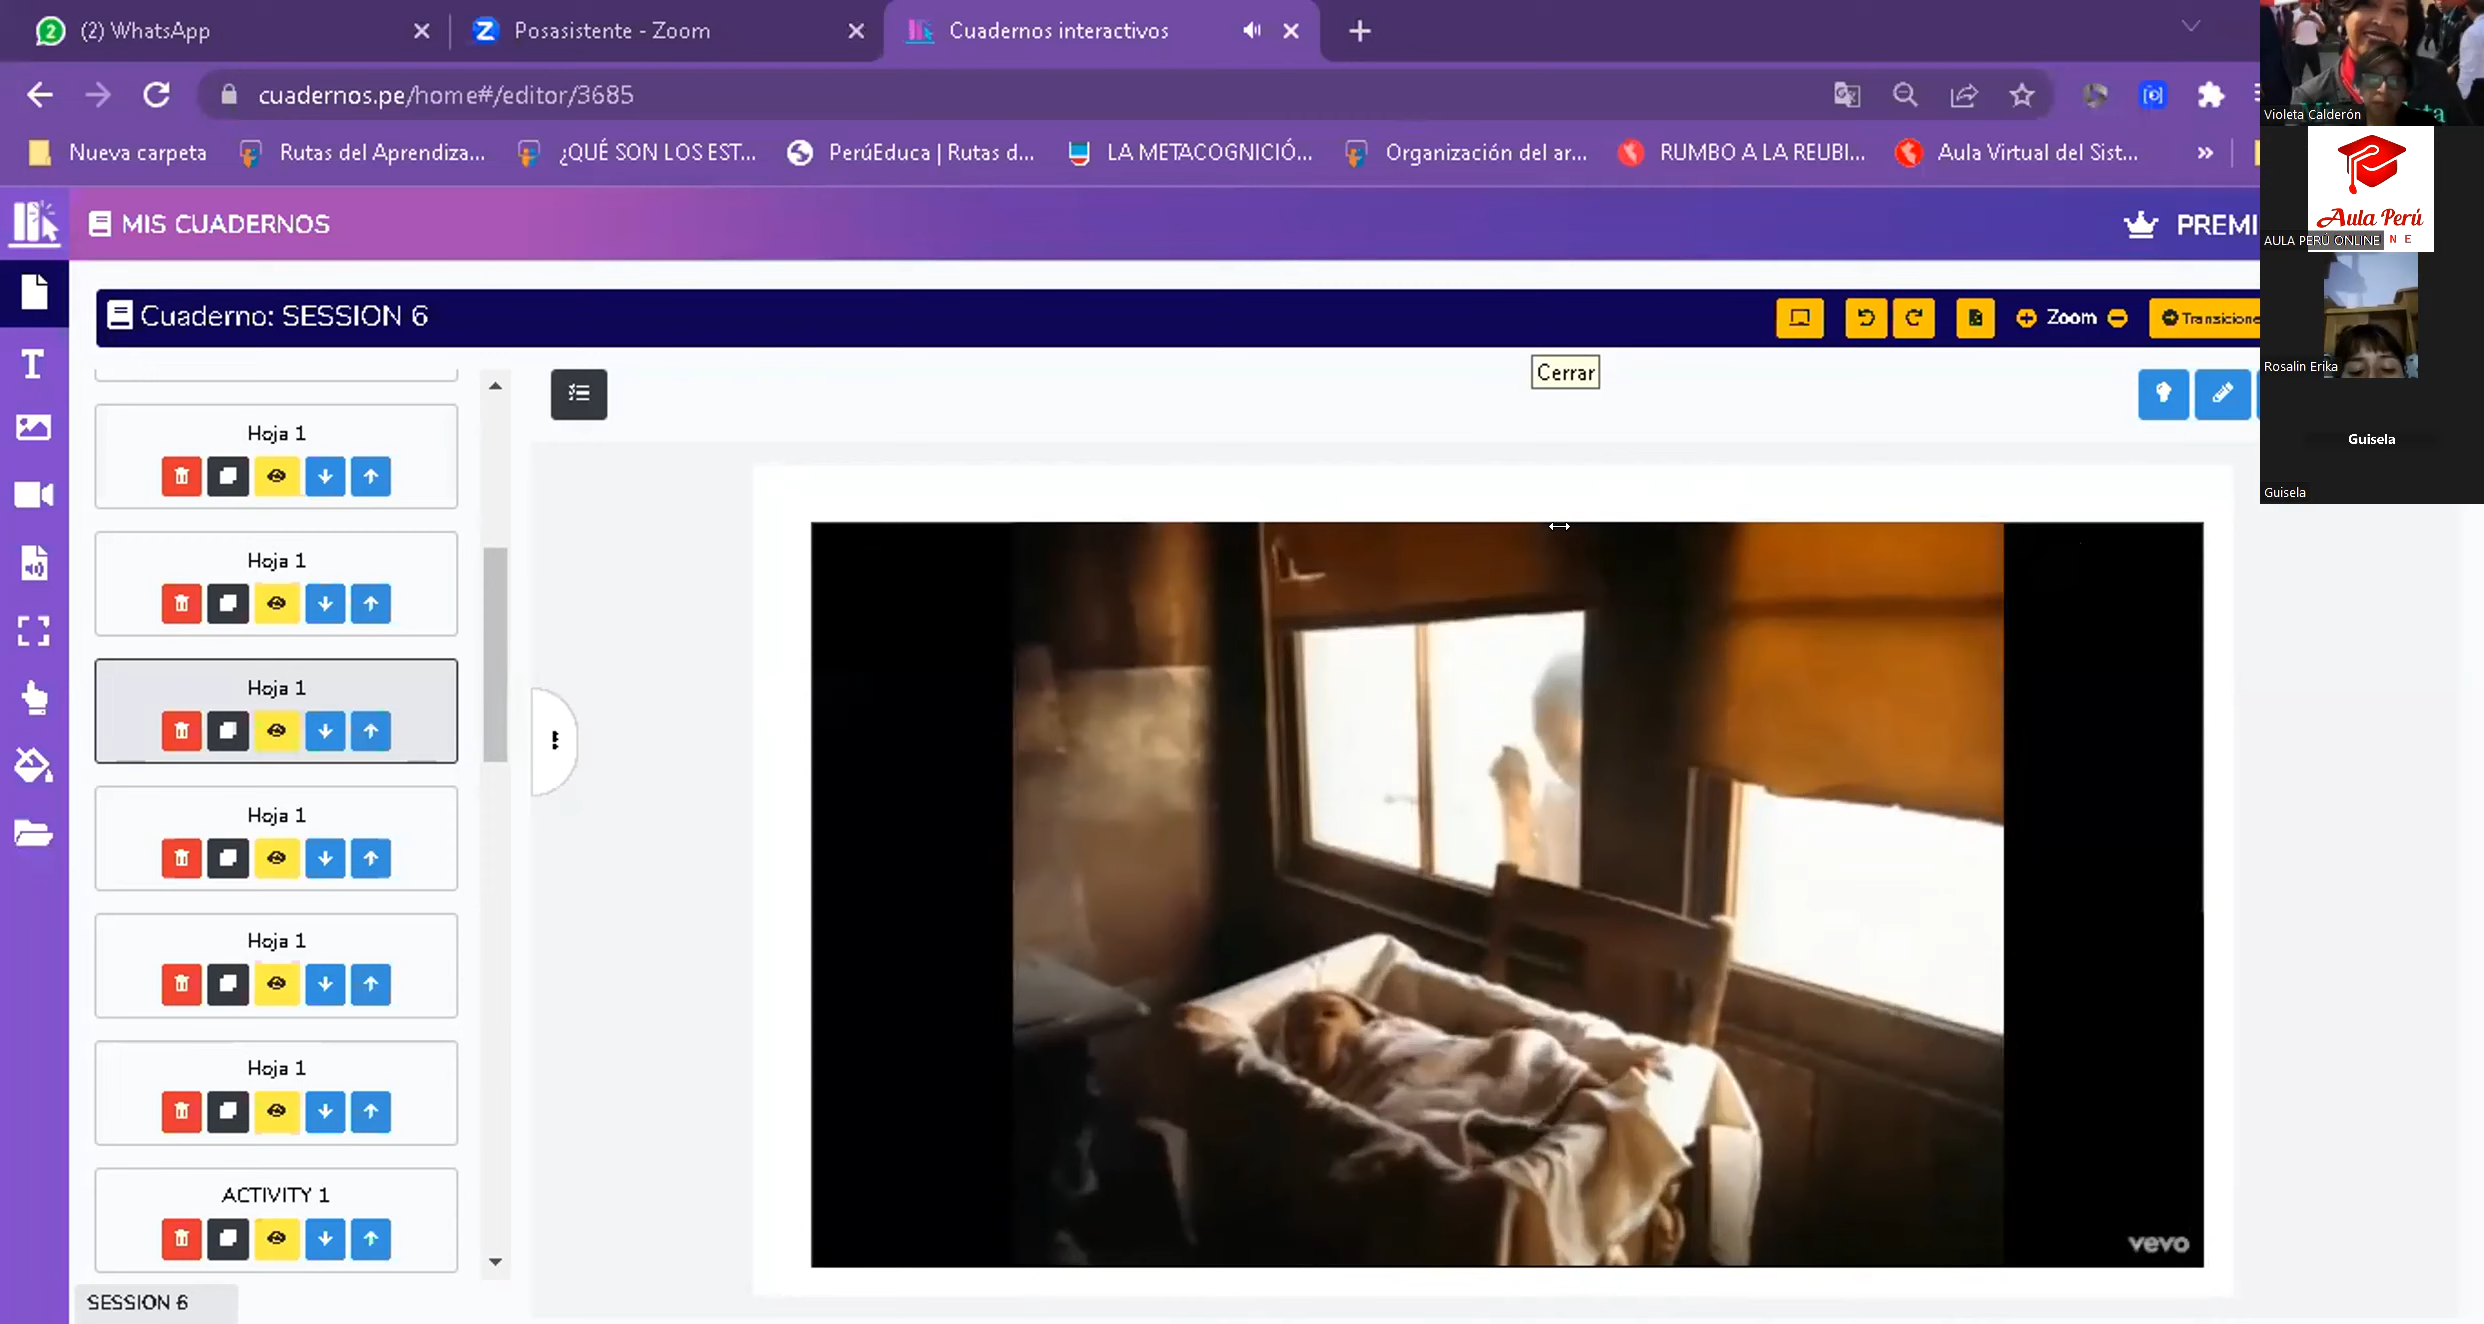 (2) WhatsApp
Posasistente - Zoom
Cuadernos interactivos
cuadernos.pe/home#/editor/3685
Nueva carpeta
Rutas del Aprendiza...
¿QUÉ SON LOS EST...
PerúEduca | Rutas d...
LA METACOGNICIÓ...
Organización del ar...
RUMBO A LA REUBI...
Aula Virtual del Sist...
MIS CUADERNOS
PREMI
Cuaderno: SESSION 6
Zoom
Transicione
Cerrar
Hoja 1
Hoja 1
Hoja 1
Hoja 1
Hoja 1
Hoja 1
ACTIVITY 1
SESSION 6
vevo
Violeta Calderón
Aula Perú
AULA PERÚ ONLINE
N E
Rosalin Erika
Guisela
Guisela